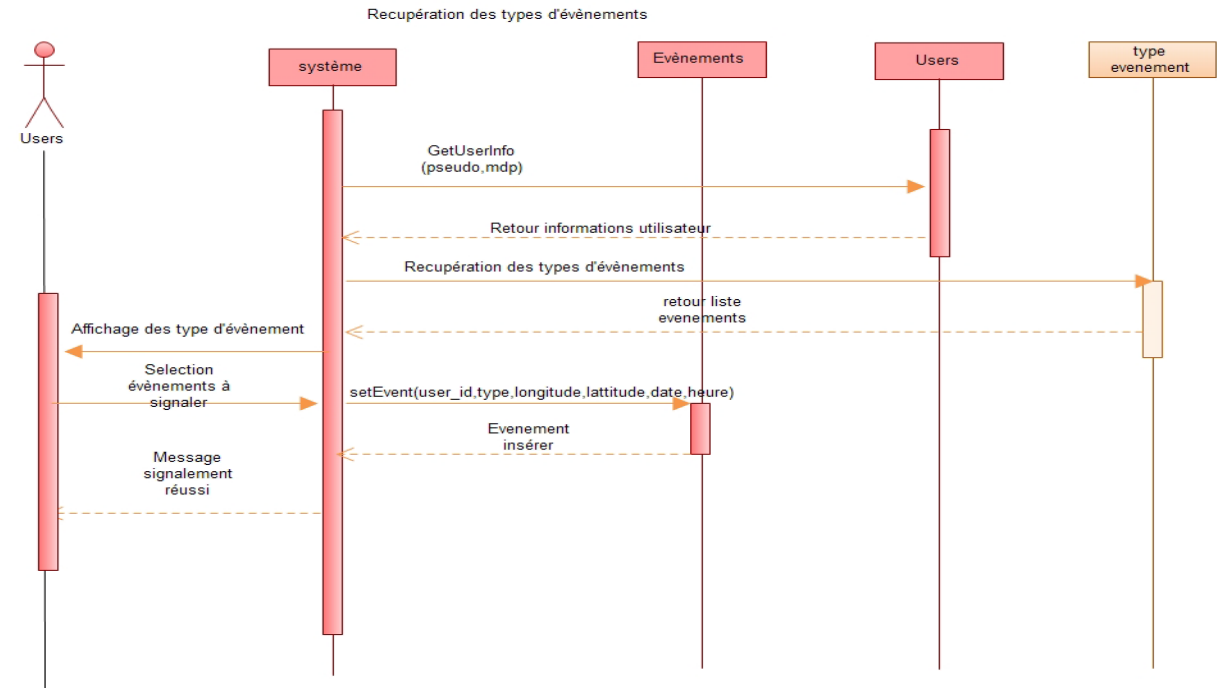 Recupération des types d'évènements
Users
système
Evènements
Users
type
evenement
GetUserInfo
(pseudo,mdp)
Retour informations utilisateur
Recupération des types d'évènements
retour liste
evenements
Affichage des type d'évènement
Selection
évènements à
signaler
setEvent(user_id,type,longitude,lattitude,date,heure)
Evenement
insérer
Message
signalement
réussi